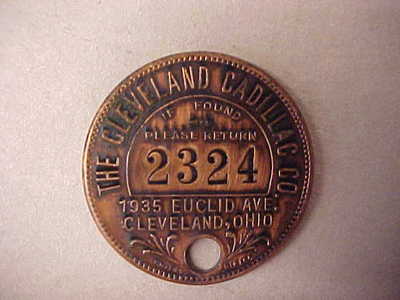 THE CLEVELAND CADILLAC CO.
IF FOUND
PLEASE RETURN
2324
1935 EUCLID AVE.
CLEVELAND, OHIO